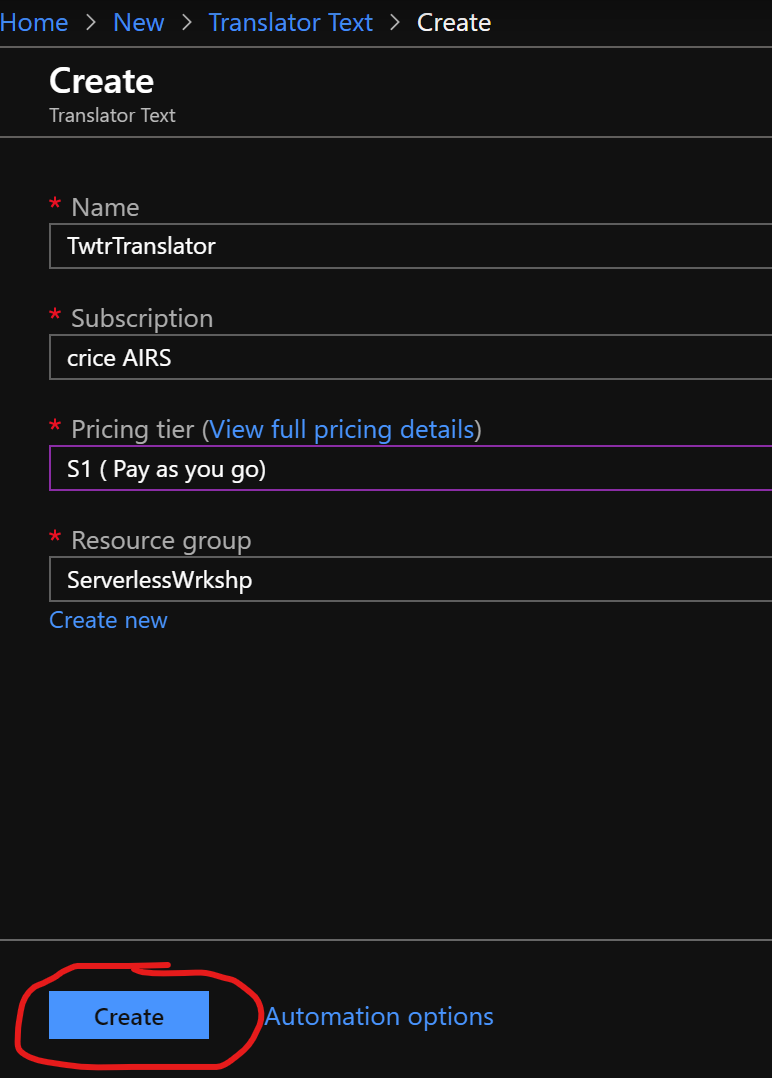 Home > New > Translator Text > Create
Create
Translator Text
* Name
TwtrTranslator
* Subscription
crice AIRS
* Pricing tier (View full pricing details)
S1 ( Pay as you go)
* Resource group
ServerlessWrkshp
Create new
Create Automation options